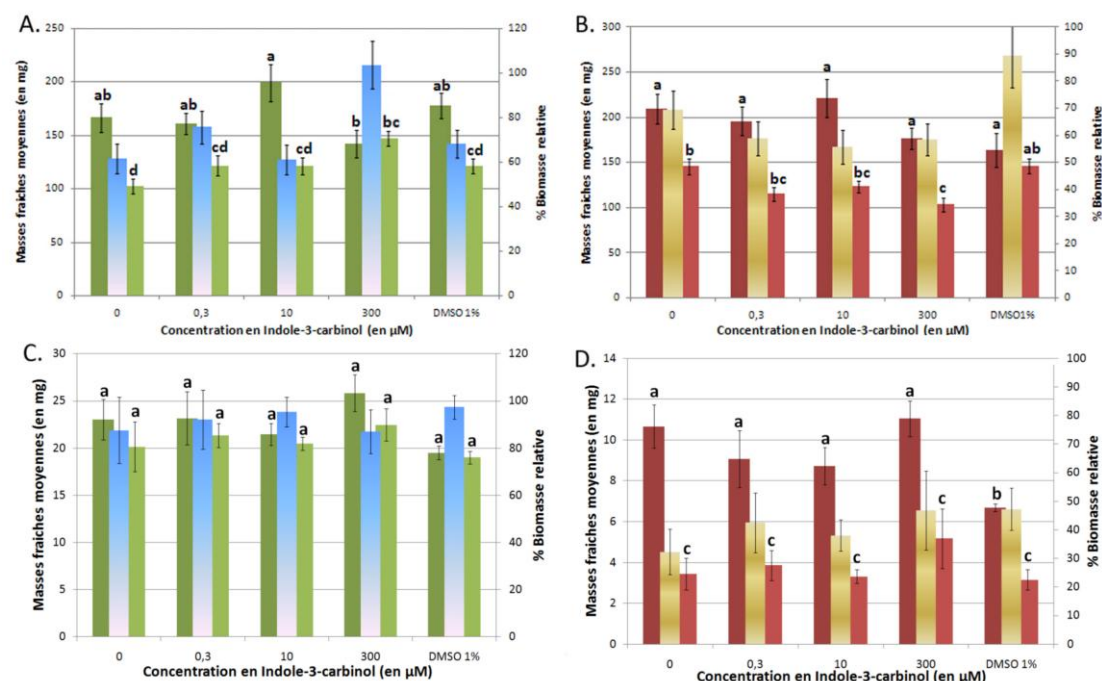 A.
Masses fraîches moyennes (en mg)
250
200
150
100
50
0
ab
d
ab
cd
a
cd
b
bc
ab
cd
120
100
80
60
40
20
0
% Biomasse relative
0 0,3 10 300 DMSO 1%
Concentration en Indole-3-carbinol (en µM)
B.
Masses fraîches moyennes (en mg)
300
250
200
150
100
50
0
a
b
a
bc
a
bc
a
c
a
ab
100
90
80
70
60
50
40
30
20
10
0
% Biomasse relative
0 0,3 10 300 DMSO1%
Concentration en Indole-3-carbinol (en µM)
C.
Masses fraîches moyennes (en mg)
30
25
20
15
10
5
0
a
a
a
a
a
a
a
a
a
a
120
100
80
60
40
20
0
% Biomasse relative
0 0,3 10 300 DMSO 1%
Concentration en Indole-3-carbinol (en µM)
D.
Masses fraîches moyennes (en mg)
14
12
10
8
6
4
2
0
a
c
a
c
a
c
a
c
b
c
100
90
80
70
60
50
40
30
20
10
0
% Biomasse relative
0 0,3 10 300 DMSO 1%
Concentration en Indole-3-carbinol (en µM)